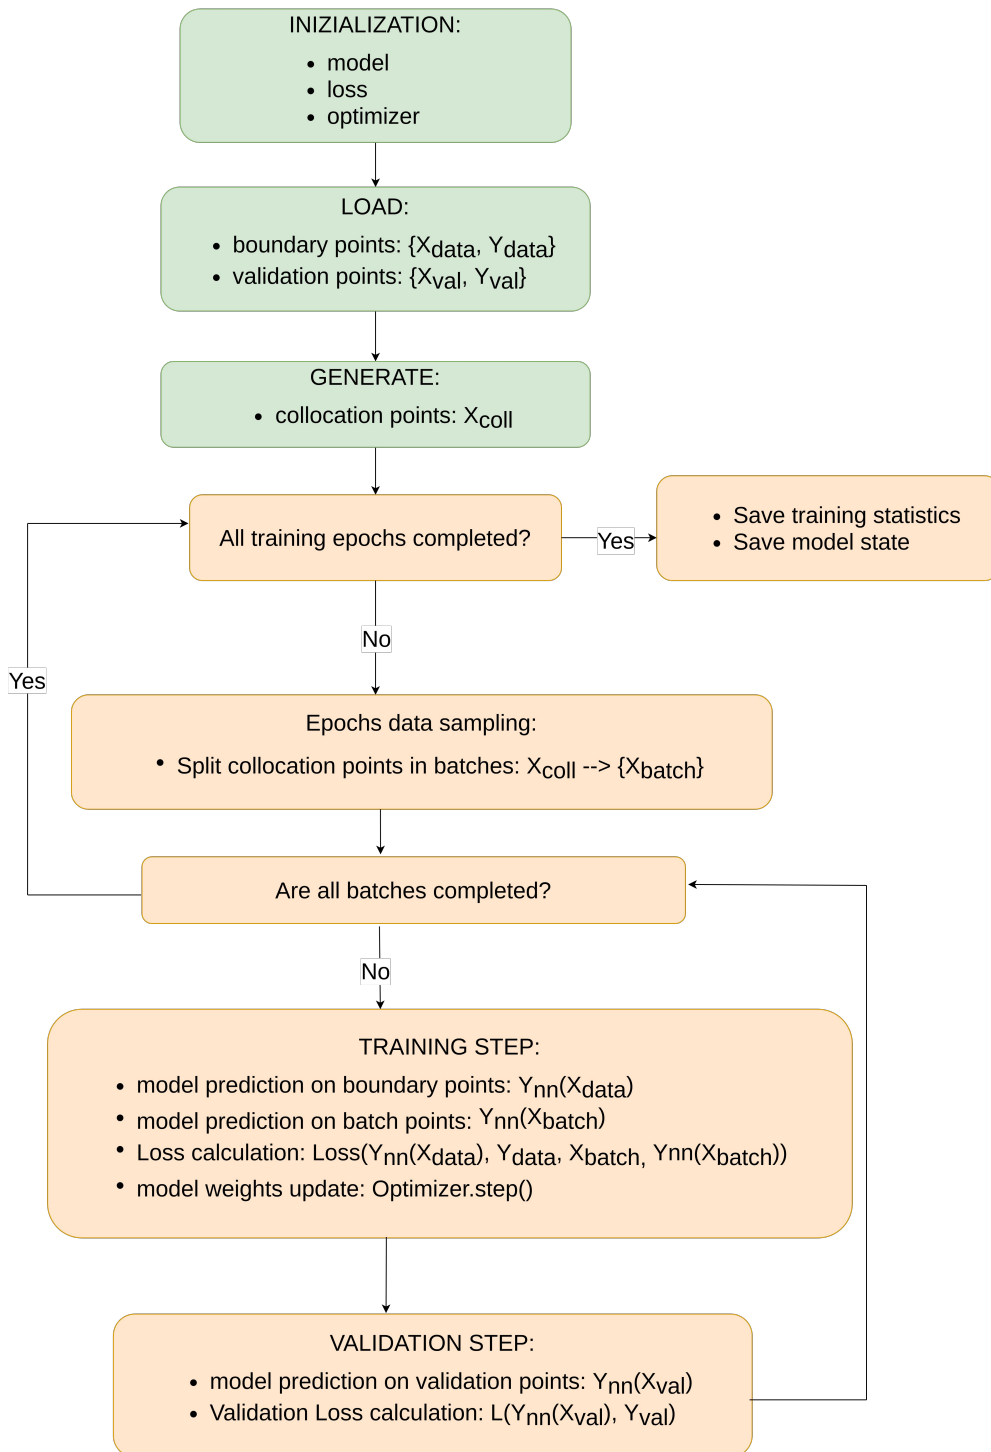 INIZIALIZATION:
• model
• loss
• optimizer
LOAD:
• boundary points: {Xdata, Ydata}
• validation points: {Xval, Yval}
GENERATE:
• collocation points: Xcoll
All training epochs completed?
Yes
• Save training statistics
• Save model state
No
Yes
Epochs data sampling:
• Split collocation points in batches: Xcoll --> {Xbatch}
Are all batches completed?
No
TRAINING STEP:
• model prediction on boundary points: Ynn(Xdata)
• model prediction on batch points: Ynn(Xbatch)
• Loss calculation: Loss(Ynn(Xdata), Ydata, Xbatch, Ynn(Xbatch))
• model weights update: Optimizer.step()
VALIDATION STEP:
• model prediction on validation points: Ynn(Xval)
• Validation Loss calculation: L(Ynn(Xval), Yval)